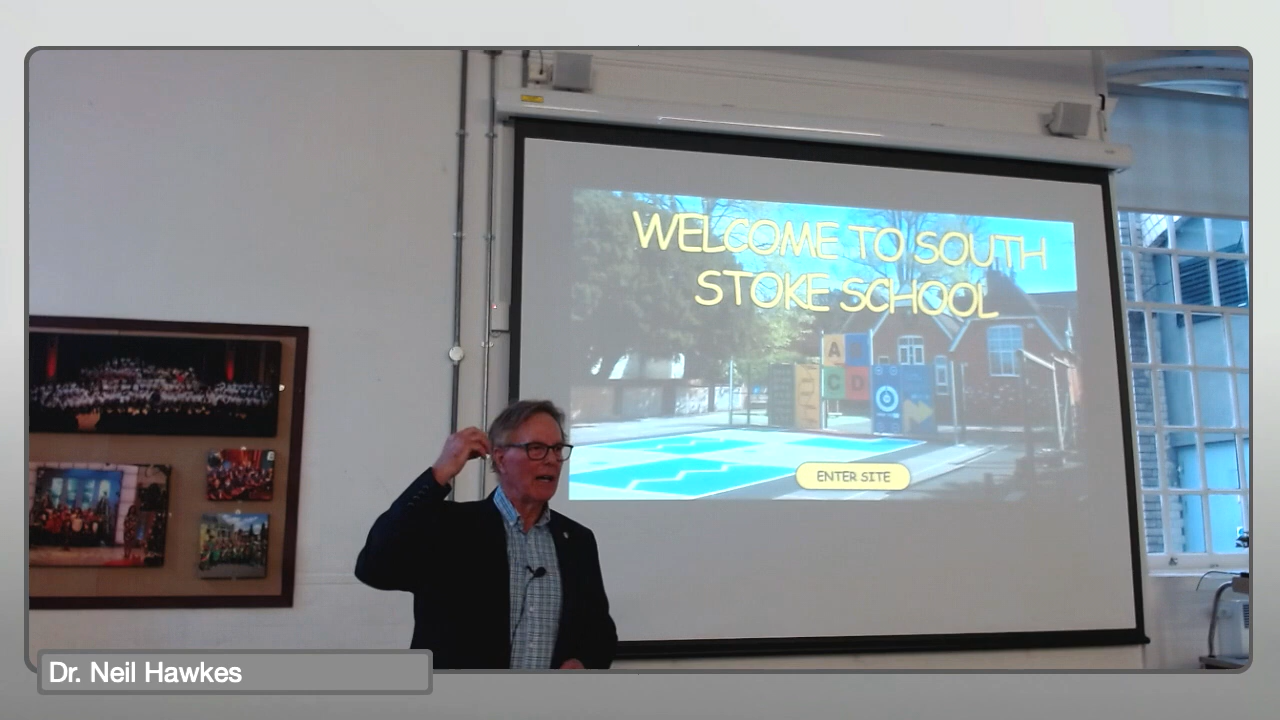 WELCOME TO SOUTH
STOKE SCHOOL
A B
C D
ENTER SITE
Dr. Neil Hawkes